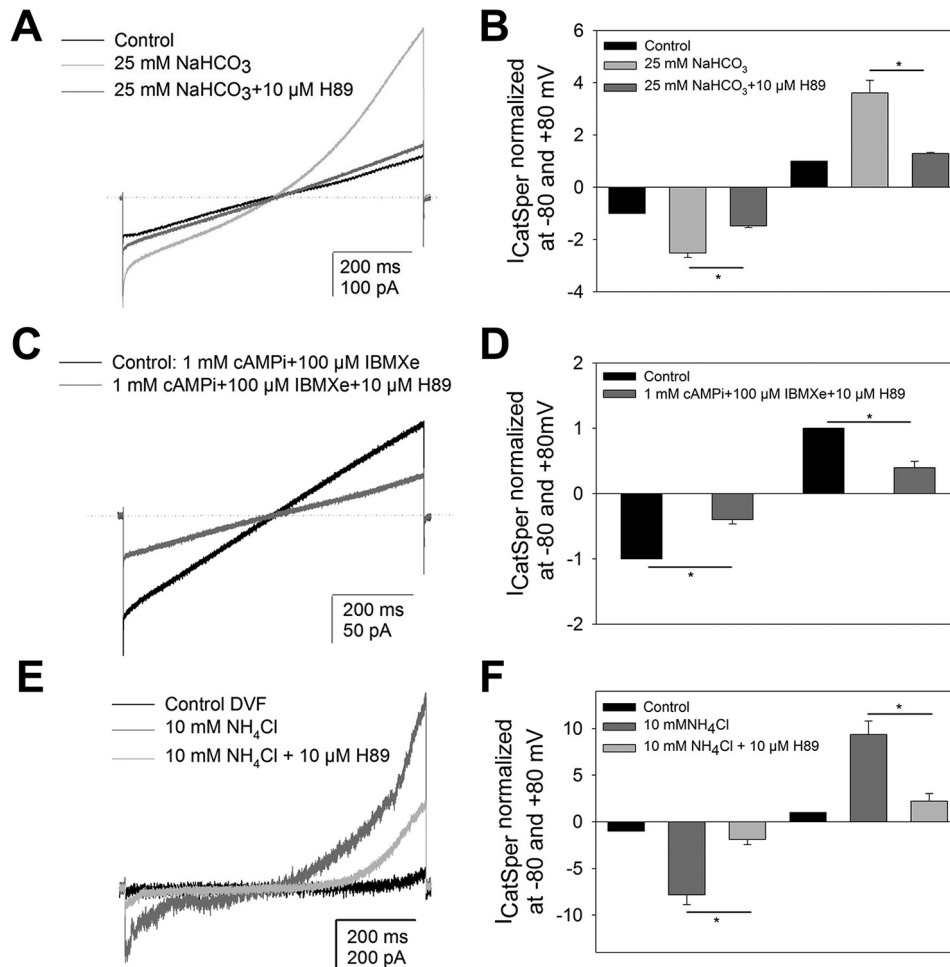 A
Control
25 mM NaHCO3
25 mM NaHCO3+10 µM H89
200 ms
100 pA
B
ICatSper normalized
at -80 and +80 mV
6
4
2
0
-2
-4
Control
25 mM NaHCO3
25 mM NaHCO3+10 µM H89
*
*
C
Control: 1 mM cAMPi+100 µM IBMXe
1 mM cAMPi+100 µM IBMXe+10 µM H89
200 ms
50 pA
D
ICatSper normalized
at -80 and +80mV
2
1
0
-1
-2
Control
1 mM cAMPi+100 µM IBMXe+10 µM H89
*
*
E
Control DVF
10 mM NH4Cl
10 mM NH4Cl + 10 µM H89
200 ms
200 pA
F
ICatSper normalized
at -80 and +80 mV
10
5
0
-5
-10
Control
10 mMNH4Cl
10 mM NH4Cl + 10 µM H89
*
*